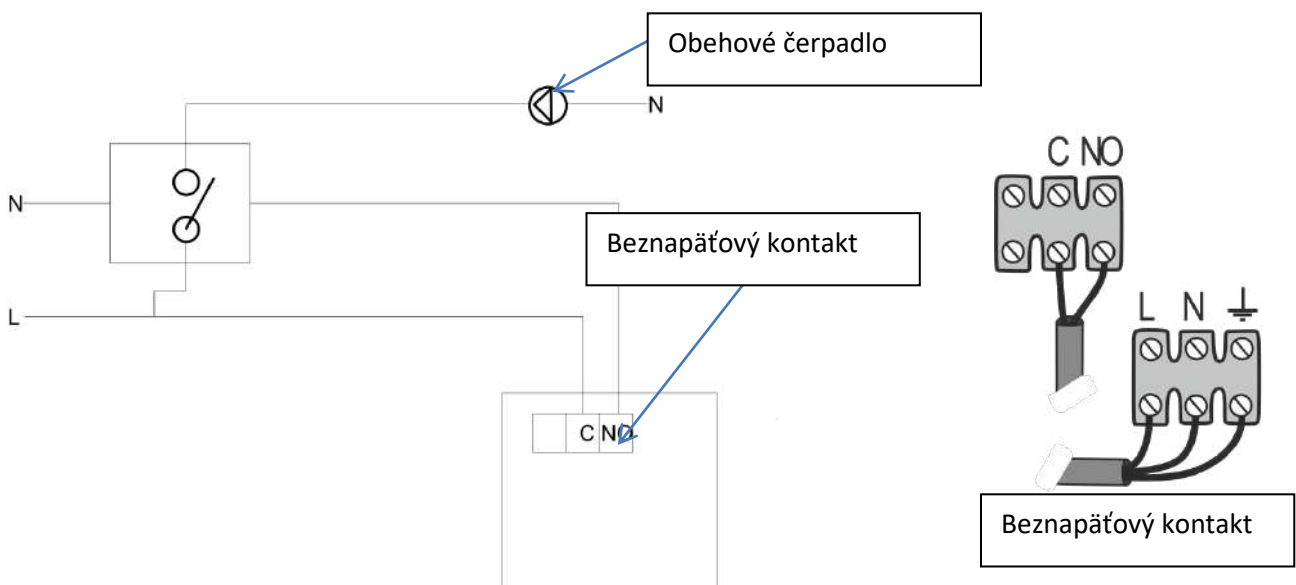 Obehové čerpadlo
N
N
Beznapäťový kontakt
L
C NO
C NO
L N
Beznapäťový kontakt